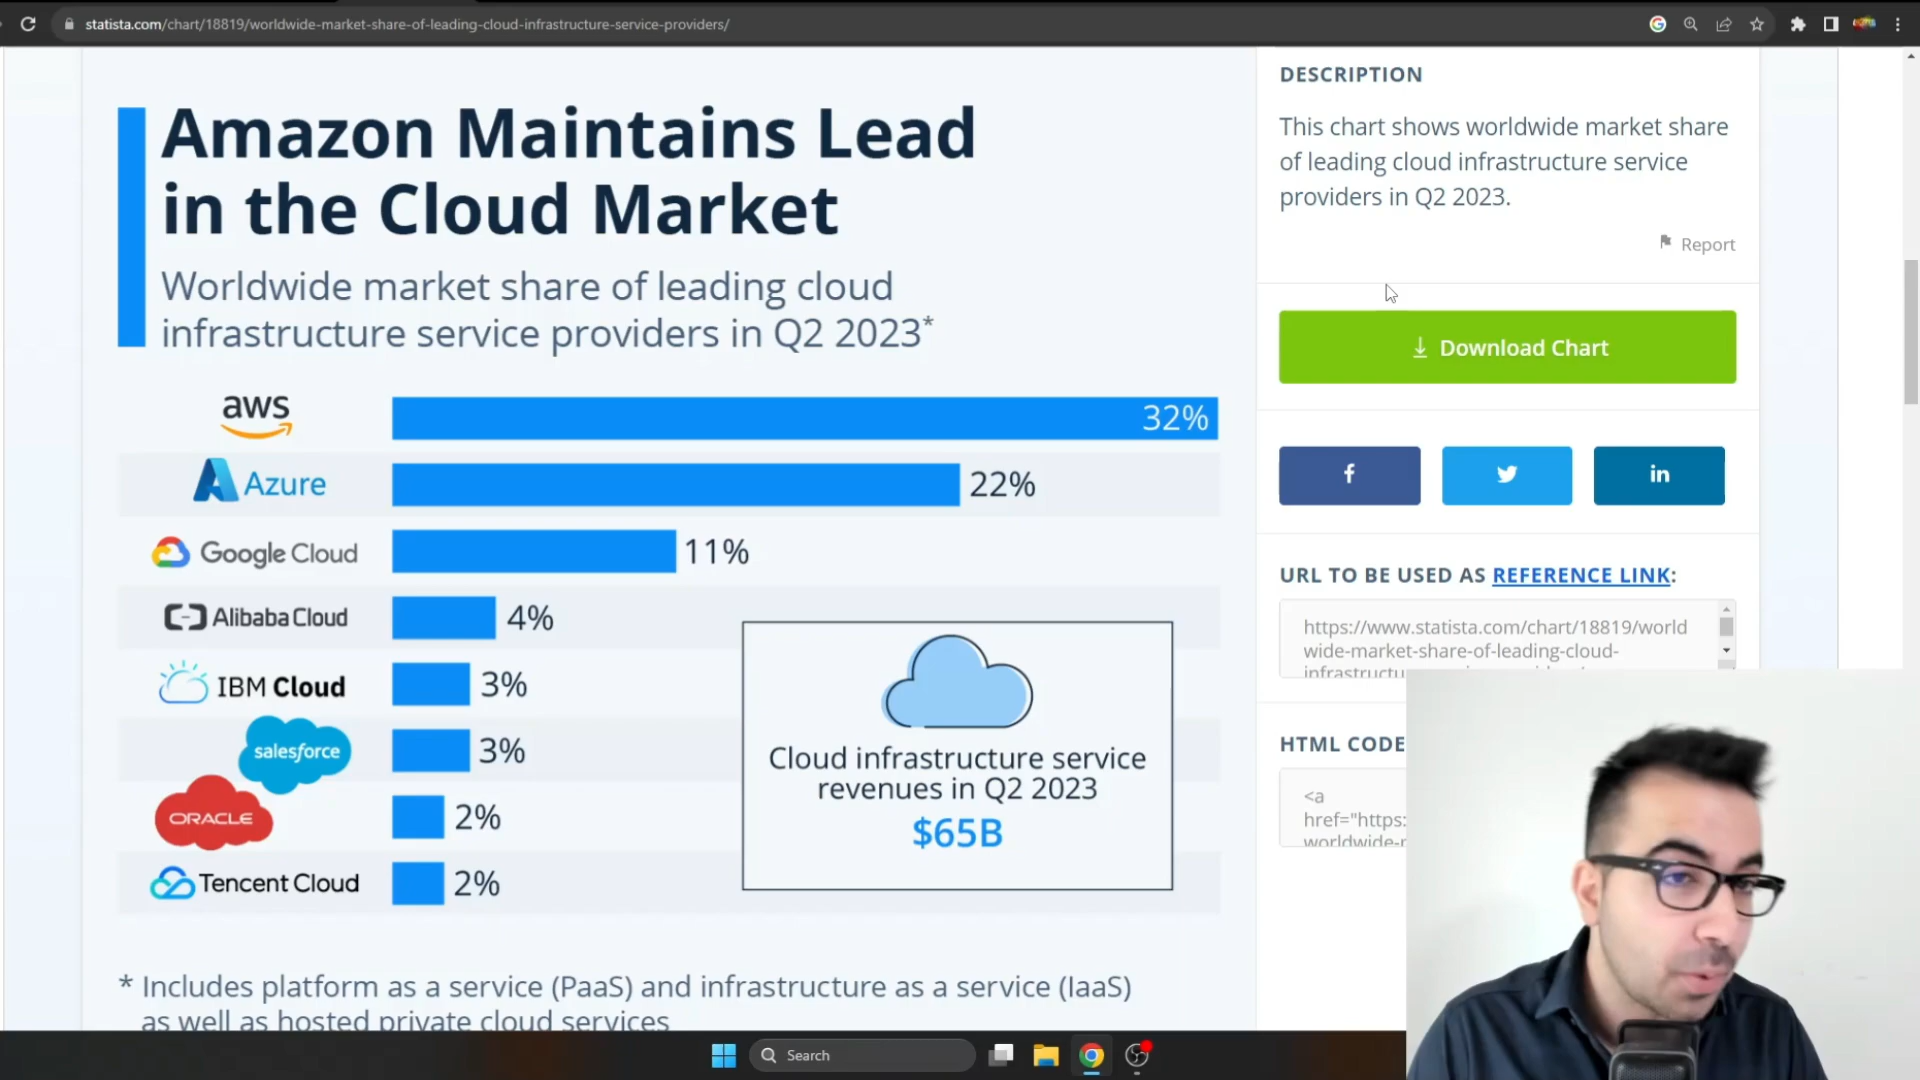 statista.com/chart/18819/worldwide-market-share-of-leading-cloud-infrastructure-service-providers/
Amazon Maintains Lead
in the Cloud Market
Worldwide market share of leading cloud
infrastructure service providers in Q2 2023*
aws
32%
Azure
22%
Google Cloud
11%
Alibaba Cloud
4%
IBM Cloud
3%
salesforce
3%
ORACLE
2%
Tencent Cloud
2%
Cloud infrastructure service
revenues in Q2 2023
$65B
* Includes platform as a service (PaaS) and infrastructure as a service (IaaS)
as well as hosted private cloud services
DESCRIPTION
This chart shows worldwide market share
of leading cloud infrastructure service
providers in Q2 2023.
Report
Download Chart
f
in
URL TO BE USED AS REFERENCE LINK:
https://www.statista.com/chart/18819/world
wide-market-share-of-leading-cloud-
HTML CODE
<a
href="https:
worldwide-
Search